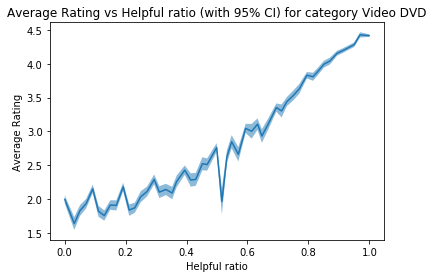 Average Rating vs Helpful ratio (with 95% CI) for category Video DVD
4.5
4.0
3.5
3.0
2.5
2.0
1.5
Average Rating
0.0 0.2 0.4 0.6 0.8 1.0
Helpful ratio